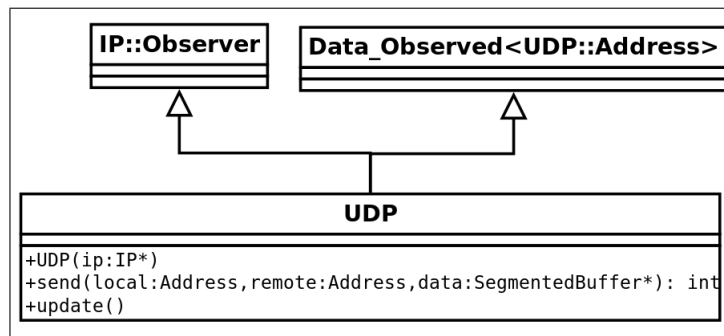 IP::Observer
Data_Observed<UDP::Address>
UDP
+UDP(ip:IP*)
+send(local:Address,remote:Address,data:SegmentedBuffer*): int
+update()